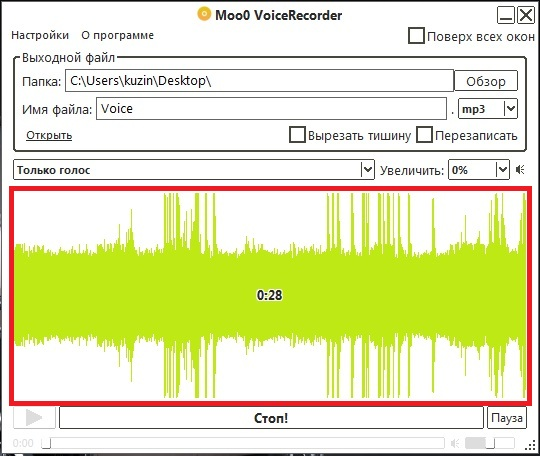 Moo0 VoiceRecorder
Настройки О программе
Поверх всех окон
Выходной файл
Папка: C:\Users\kuzin\Desktop\ Обзор
Имя файла: Voice . mp3
Открыть Вырезать тишину Перезаписать
Только голос Увеличить: 0%
0:28
Стоп! Пауза
0:00